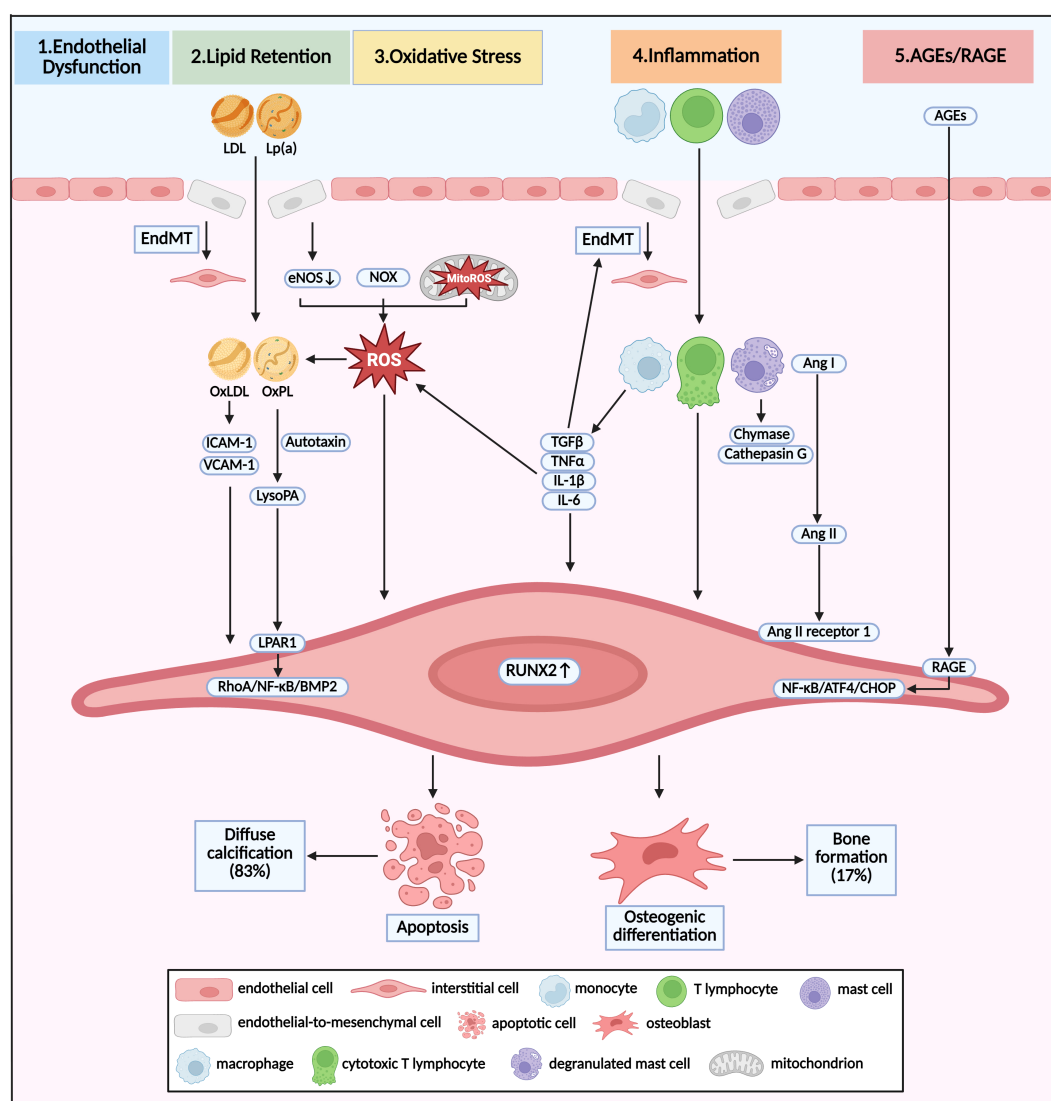 1.Endothelial
Dysfunction
2.Lipid Retention
3.Oxidative Stress
4.Inflammation
5.AGEs/RAGE
LDL
Lp(a)
AGEs
EndMT
EndMT
eNOS↓
NOX
MitoROS
ROS
OxLDL
OxPL
Ang I
ICAM-1
VCAM-1
Autotaxin
LysoPA
TGFβ
TNFα
IL-1β
IL-6
Chymase
Cathepasin G
Ang II
Ang II receptor 1
LPAR1
RhoA/NF-κB/BMP2
RUNX2↑
RAGE
NF-κB/ATF4/CHOP
Diffuse
calcification
(83%)
Apoptosis
Osteogenic
differentiation
Bone
formation
(17%)
endothelial cell
interstitial cell
monocyte
T lymphocyte
mast cell
endothelial-to-mesenchymal cell
apoptotic cell
osteoblast
macrophage
cytotoxic T lymphocyte
degranulated mast cell
mitochondrion